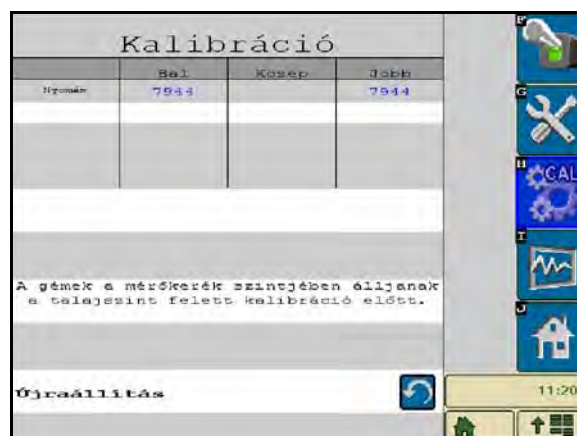 Kalibráció
Bal Közép Jobb
Nyomás 7944 7944
A gémek a mérőkerék szintjében álljanak
a talajszint felett kalibráció előtt.
Újraállítás
F
G
H
CAL
I
J
11:20